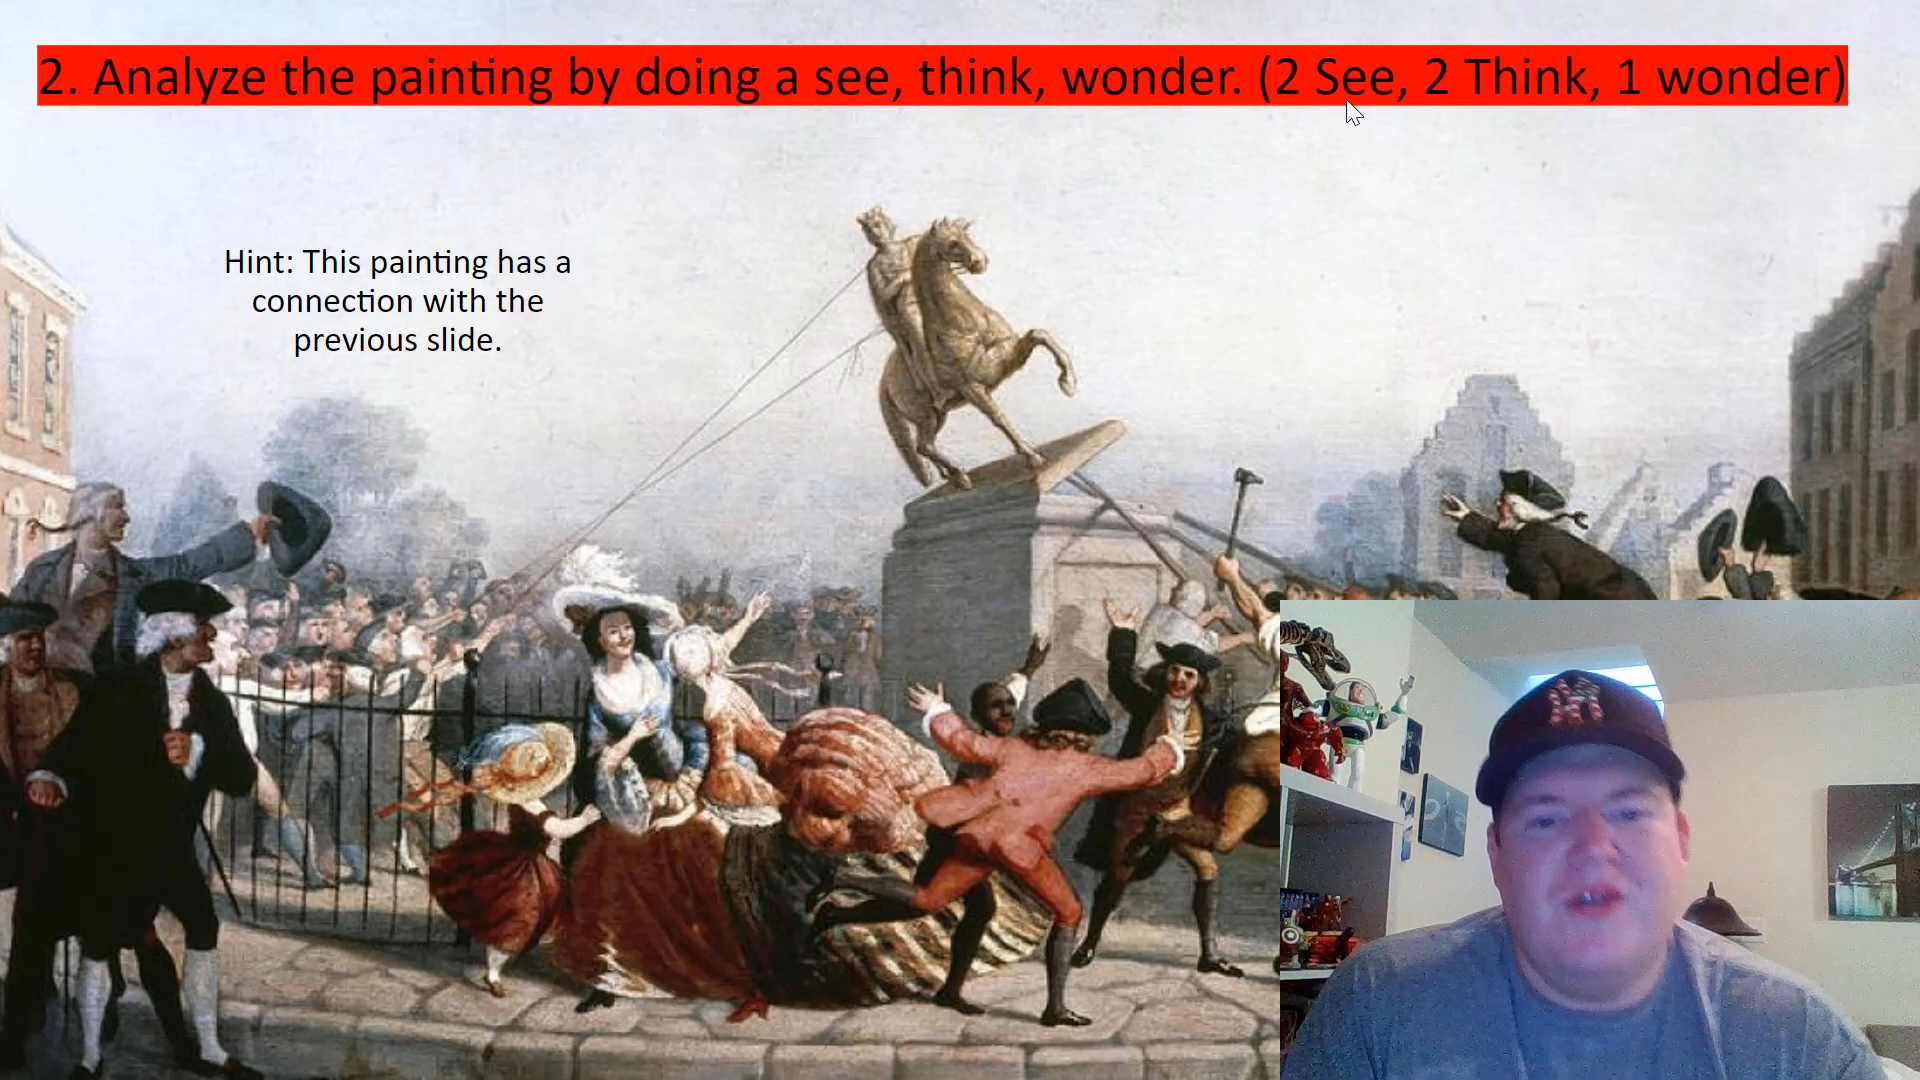 2. Analyze the painting by doing a see, think, wonder. (2 See, 2 Think, 1 wonder)
Hint: This painting has a
connection with the
previous slide.